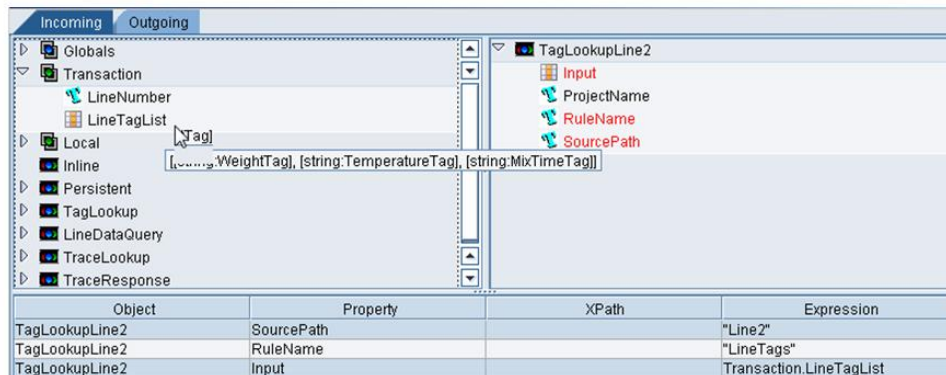 Incoming Outgoing
Globals
Transaction
LineNumber
LineTagList
Tag]
Local
[[string:WeightTag], [string:TemperatureTag], [string:MixTimeTag]]
Inline
Persistent
TagLookup
LineDataQuery
TraceLookup
TraceResponse
TagLookupLine2
Input
ProjectName
RuleName
SourcePath
Object Property XPath Expression
TagLookupLine2 SourcePath "Line2"
TagLookupLine2 RuleName "LineTags"
TagLookupLine2 Input Transaction.LineTagList